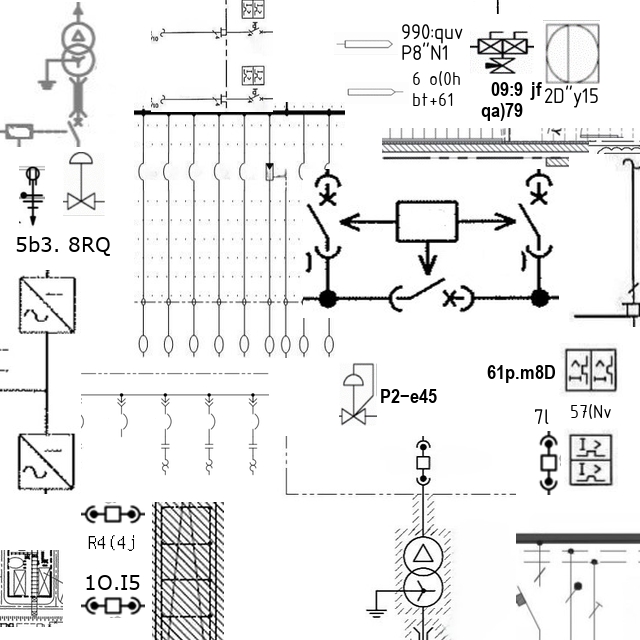 990:quv
P8"N1
6 o(0h
bt+61
09:9 jf
qa)79
2D"y15
5b3. 8RQ
61p.m8D
P2-e45
57(Nv
7l
R4(4j
10.I5